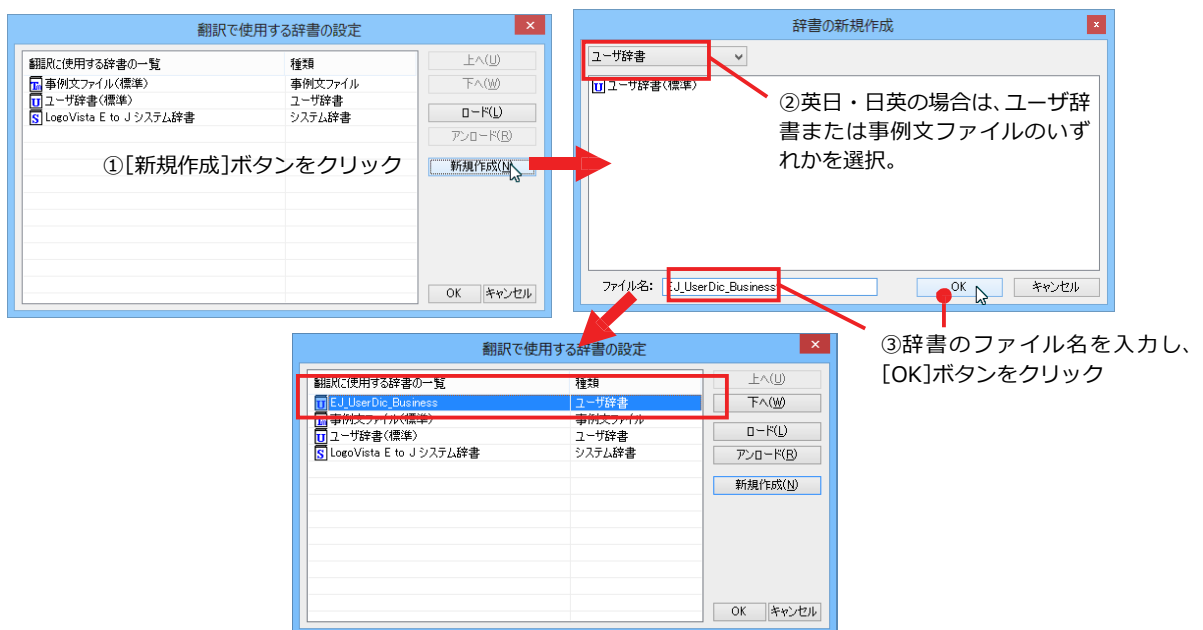 翻訳で使用する辞書の設定
翻訳に使用する辞書の一覧 種類
事例文ファイル(標準) 事例文ファイル
ユーザ辞書(標準) ユーザ辞書
LogoVista E to J システム辞書 システム辞書
上へ(U)
下へ(W)
ロード(L)
アンロード(R)
新規作成(N)
OK キャンセル
①[新規作成]ボタンをクリック
辞書の新規作成
ユーザ辞書
ユーザ辞書(標準)
②英日・日英の場合は、ユーザ辞
書または事例文ファイルのいず
れかを選択。
ファイル名: EJ_UserDic_Business
OK キャンセル
③辞書のファイル名を入力し、
[OK]ボタンをクリック
翻訳で使用する辞書の設定
翻訳に使用する辞書の一覧 種類
EJ_UserDic_Business ユーザ辞書
事例文ファイル(標準) 事例文ファイル
ユーザ辞書(標準) ユーザ辞書
LogoVista E to J システム辞書 システム辞書
上へ(U)
下へ(W)
ロード(L)
アンロード(R)
新規作成(N)
OK キャンセル